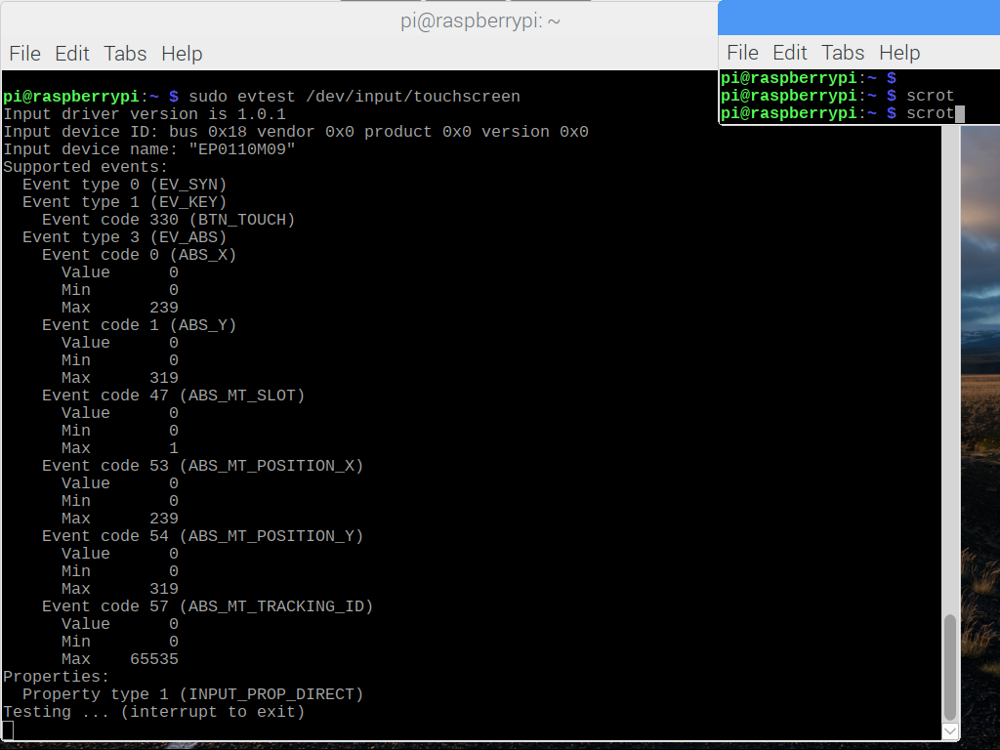 pi@raspberrypi: ~
File Edit Tabs Help
pi@raspberrypi:~ $ sudo evtest /dev/input/touchscreen
Input driver version is 1.0.1
Input device ID: bus 0x18 vendor 0x0 product 0x0 version 0x0
Input device name: "EP0110M09"
Supported events:
  Event type 0 (EV_SYN)
  Event type 1 (EV_KEY)
    Event code 330 (BTN_TOUCH)
  Event type 3 (EV_ABS)
    Event code 0 (ABS_X)
      Value      0
      Min        0
      Max      239
    Event code 1 (ABS_Y)
      Value      0
      Min        0
      Max      319
    Event code 47 (ABS_MT_SLOT)
      Value      0
      Min        0
      Max        1
    Event code 53 (ABS_MT_POSITION_X)
      Value      0
      Min        0
      Max      239
    Event code 54 (ABS_MT_POSITION_Y)
      Value      0
      Min        0
      Max      319
    Event code 57 (ABS_MT_TRACKING_ID)
      Value      0
      Min        0
      Max    65535
Properties:
  Property type 1 (INPUT_PROP_DIRECT)
Testing ... (interrupt to exit)
File Edit Tabs Help
pi@raspberrypi:~ $
pi@raspberrypi:~ $ scrot
pi@raspberrypi:~ $ scrot